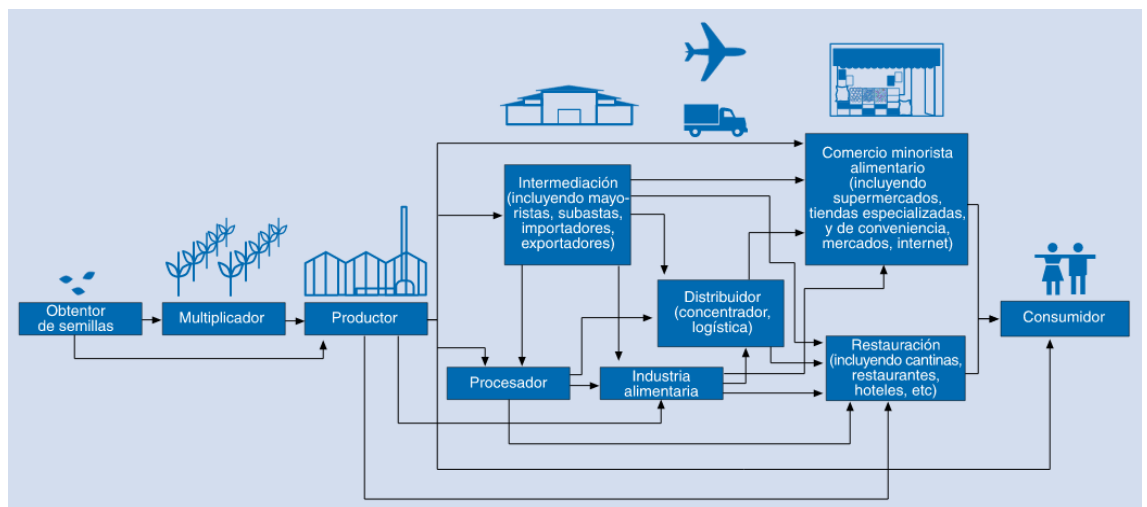 Obtentor
de semillas
Multiplicador
Productor
Intermediación
(incluyendo mayo-
ristas, subastas,
importadores,
exportadores)
Procesador
Distribuidor
(concentrador,
logística)
Industria
alimentaria
Comercio minorista
alimentario
(incluyendo
supermercados,
tiendas especializadas,
y de conveniencia,
mercados, internet)
Restauración
(incluyendo cantinas,
restaurantes,
hoteles, etc)
Consumidor